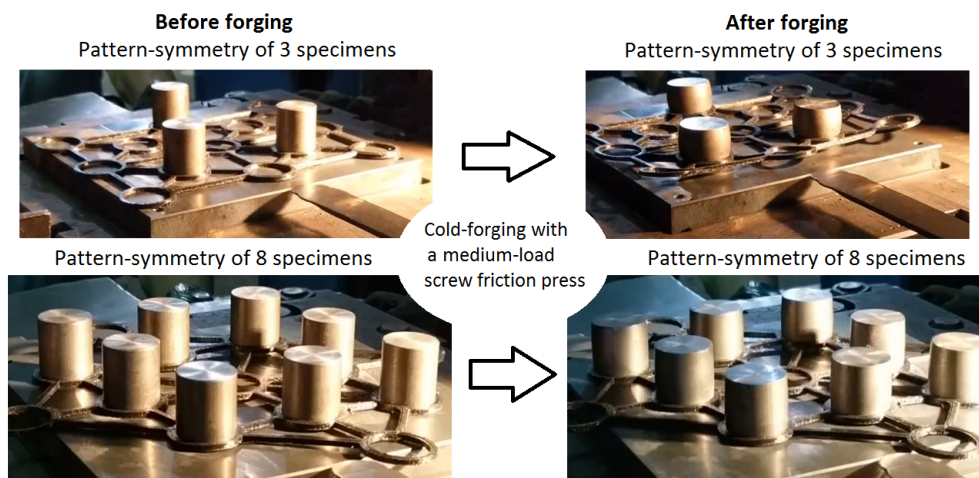 Before forging
Pattern-symmetry of 3 specimens
After forging
Pattern-symmetry of 3 specimens
Cold-forging with
a medium-load
screw friction press
Pattern-symmetry of 8 specimens
Pattern-symmetry of 8 specimens